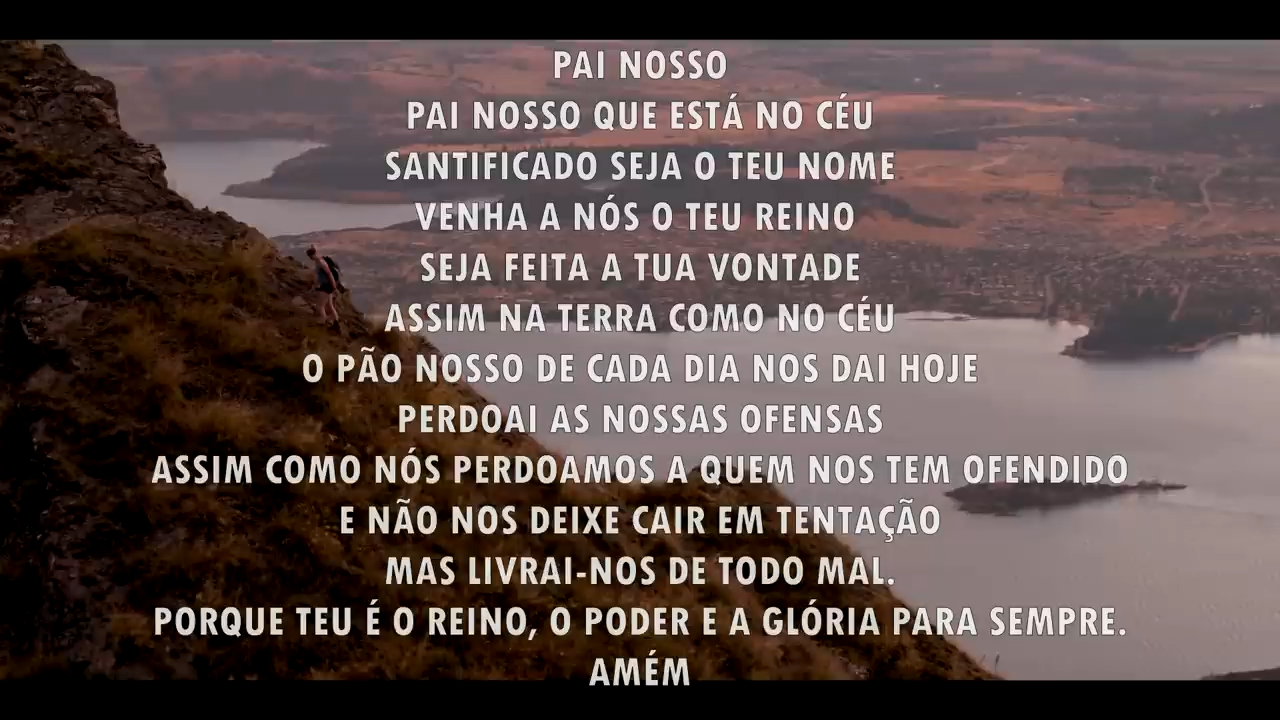 PAI NOSSO
PAI NOSSO QUE ESTÁ NO CÉU
SANTIFICADO SEJA O TEU NOME
VENHA A NÓS O TEU REINO
SEJA FEITA A TUA VONTADE
ASSIM NA TERRA COMO NO CÉU
O PÃO NOSSO DE CADA DIA NOS DAI HOJE
PERDOAI AS NOSSAS OFENSAS
ASSIM COMO NÓS PERDOAMOS A QUEM NOS TEM OFENDIDO
E NÃO NOS DEIXE CAIR EM TENTAÇÃO
MAS LIVRAI-NOS DE TODO MAL.
PORQUE TEU É O REINO, O PODER E A GLÓRIA PARA SEMPRE.
AMÉM